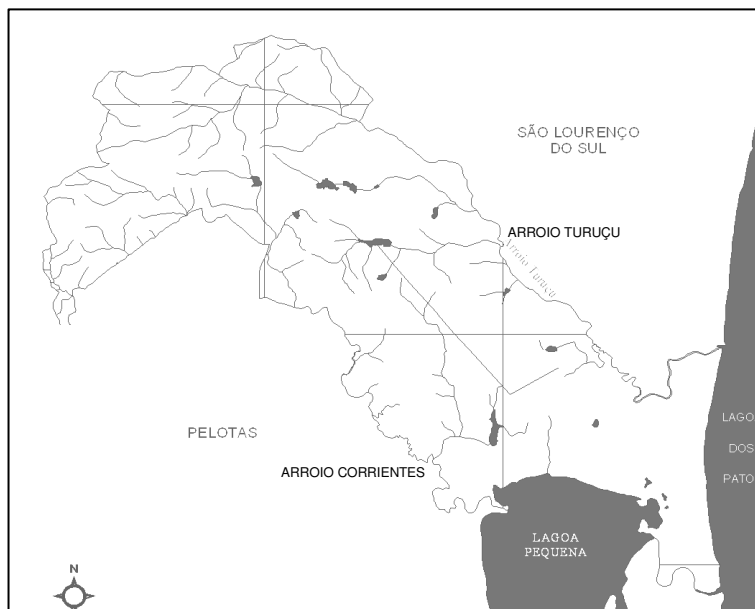 SÃO LOURENÇO
DO SUL
ARROIO TURUÇU
Arroio Turuçu
PELOTAS
LAGO
DOS
PATO
ARROIO CORRIENTES
LAGOA
PEQUENA
N